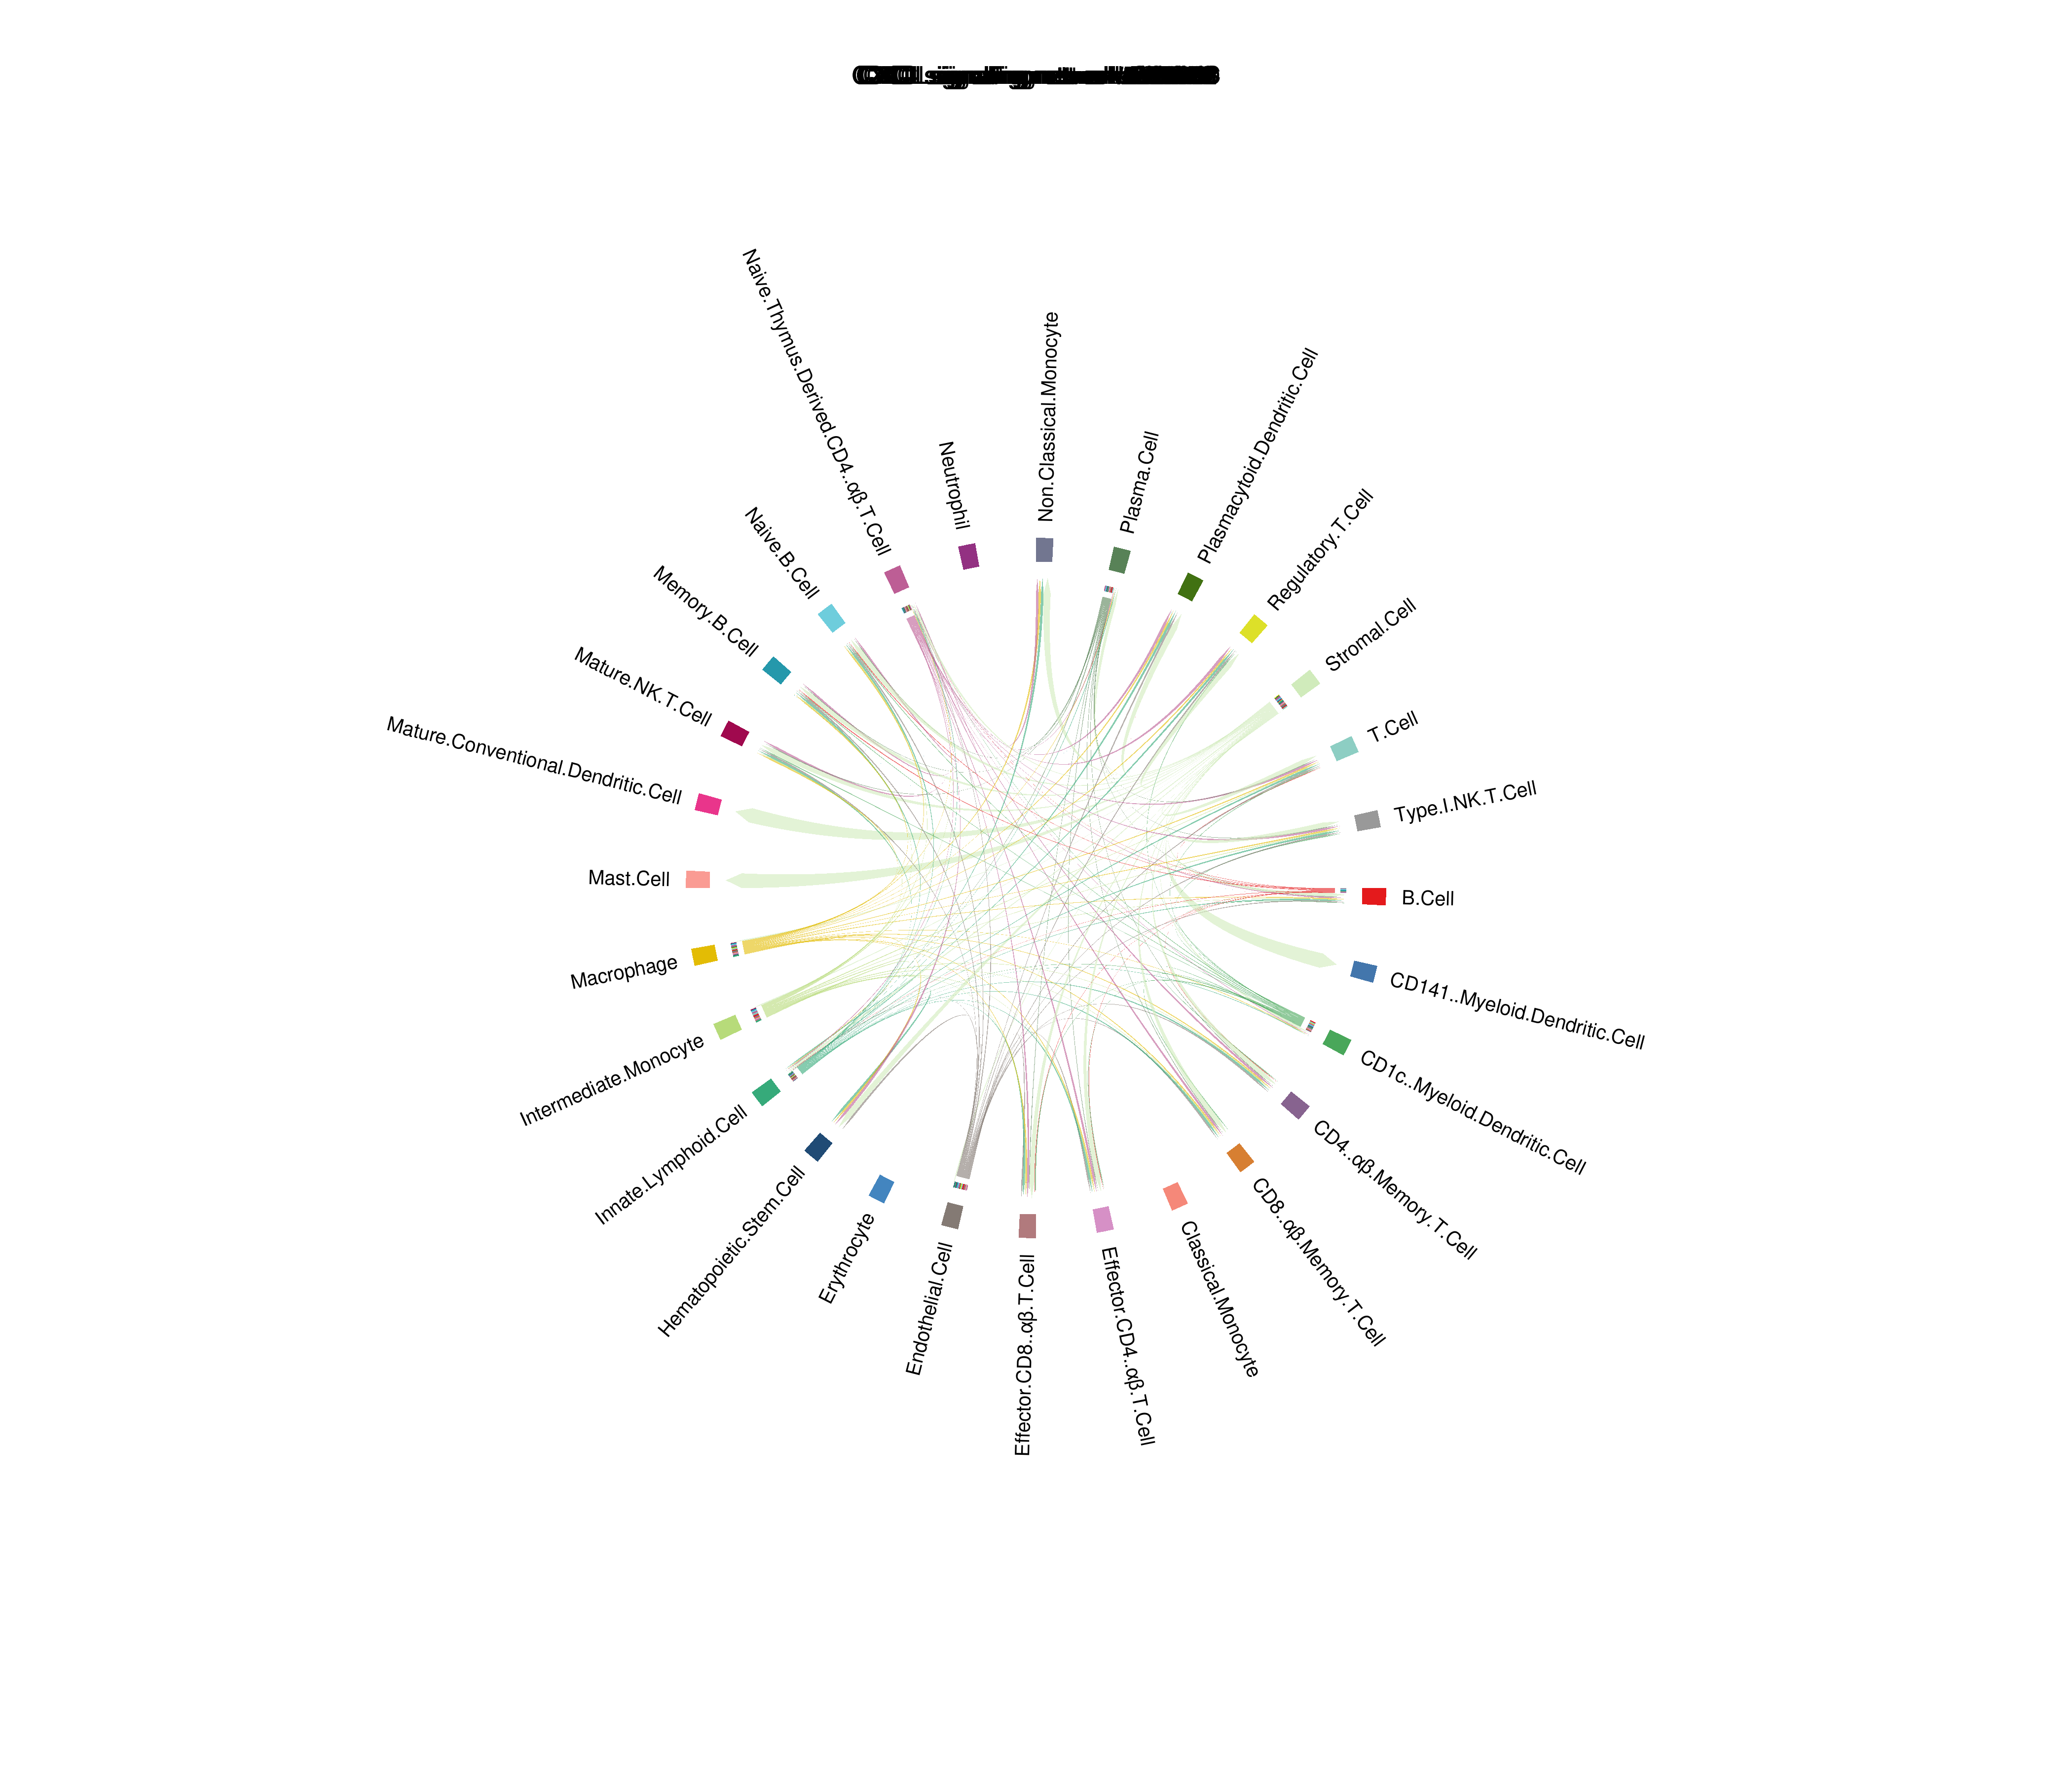 Non.Classical.Monocyte
Plasma.Cell
Plasmacytoid.Dendritic.Cell
Regulatory.T.Cell
Stromal.Cell
T.Cell
Type.I.NK.T.Cell
B.Cell
CD141..Myeloid.Dendritic.Cell
CD1c..Myeloid.Dendritic.Cell
CD4..αβ.Memory.T.Cell
CD8..αβ.Memory.T.Cell
Classical.Monocyte
Effector.CD4..αβ.T.Cell
Effector.CD8..αβ.T.Cell
Endothelial.Cell
Erythrocyte
Hematopoietic.Stem.Cell
Innate.Lymphoid.Cell
Intermediate.Monocyte
Macrophage
Mast.Cell
Mature.Conventional.Dendritic.Cell
Mature.NK.T.Cell
Memory.B.Cell
Naive.B.Cell
Naive.Thymus.Derived.CD4..αβ.T.Cell
Neutrophil